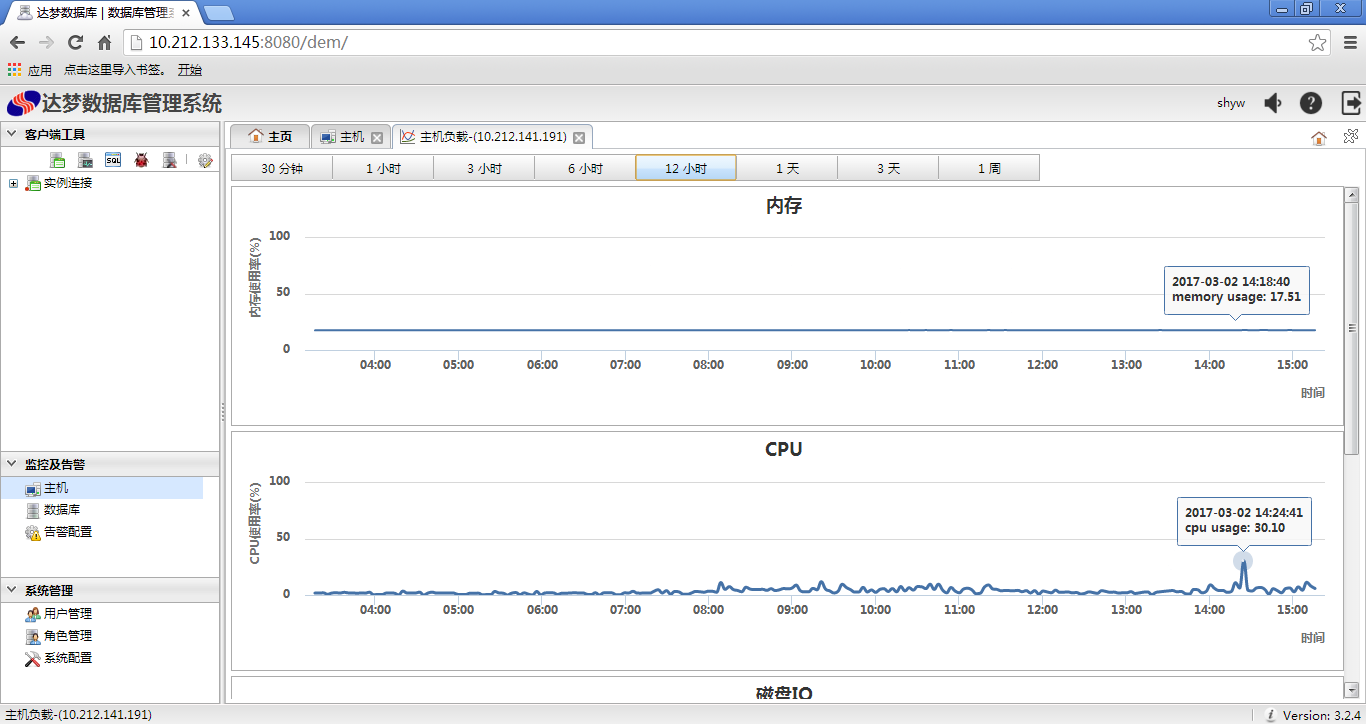 达梦数据库 | 数据库管理
10.212.133.145:8080/dem/
应用 点击这里导入书签。 开始
达梦数据库管理系统
shyw
客户端工具
SQL
实例连接
监控及告警
主机
数据库
告警配置
系统管理
用户管理
角色管理
系统配置
主页 主机 主机负载-(10.212.141.191)
30 分钟 1 小时 3 小时 6 小时 12 小时 1 天 3 天 1 周
内存
内存使用率(%)
100
50
0
2017-03-02 14:18:40
memory usage: 17.51
04:00 05:00 06:00 07:00 08:00 09:00 10:00 11:00 12:00 13:00 14:00 15:00
时间
CPU
CPU使用率(%)
100
50
0
2017-03-02 14:24:41
cpu usage: 30.10
04:00 05:00 06:00 07:00 08:00 09:00 10:00 11:00 12:00 13:00 14:00 15:00
时间
磁盘IO
主机负载-(10.212.141.191)
Version: 3.2.4